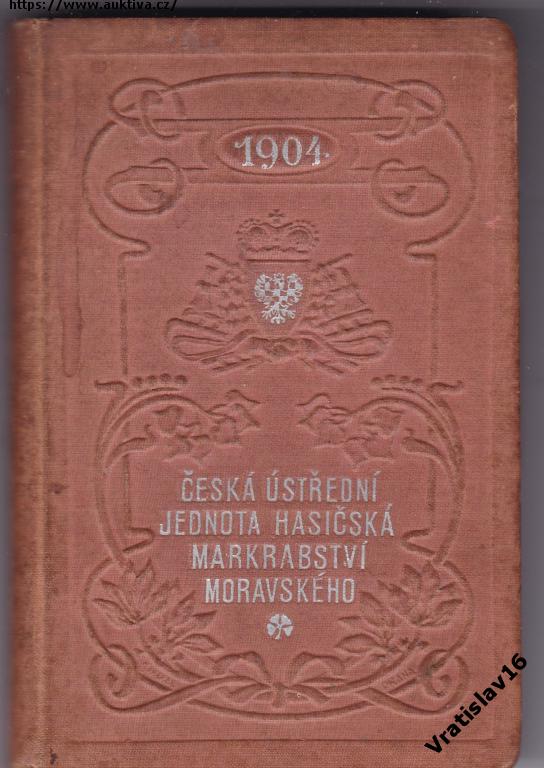 https://www.auktiva.cz/
1904
ČESKÁ ÚSTŘEDNÍ
JEDNOTA HASIČSKÁ
MARKRABSTVÍ
MORAVSKÉHO
Vratislav16